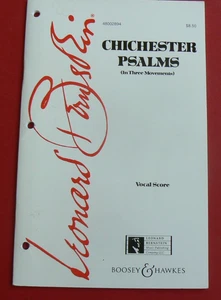 Leonard Bernstein
CHICHESTER
PSALMS
(In Three Movements)
Vocal Score
BOOSEY & HAWKES